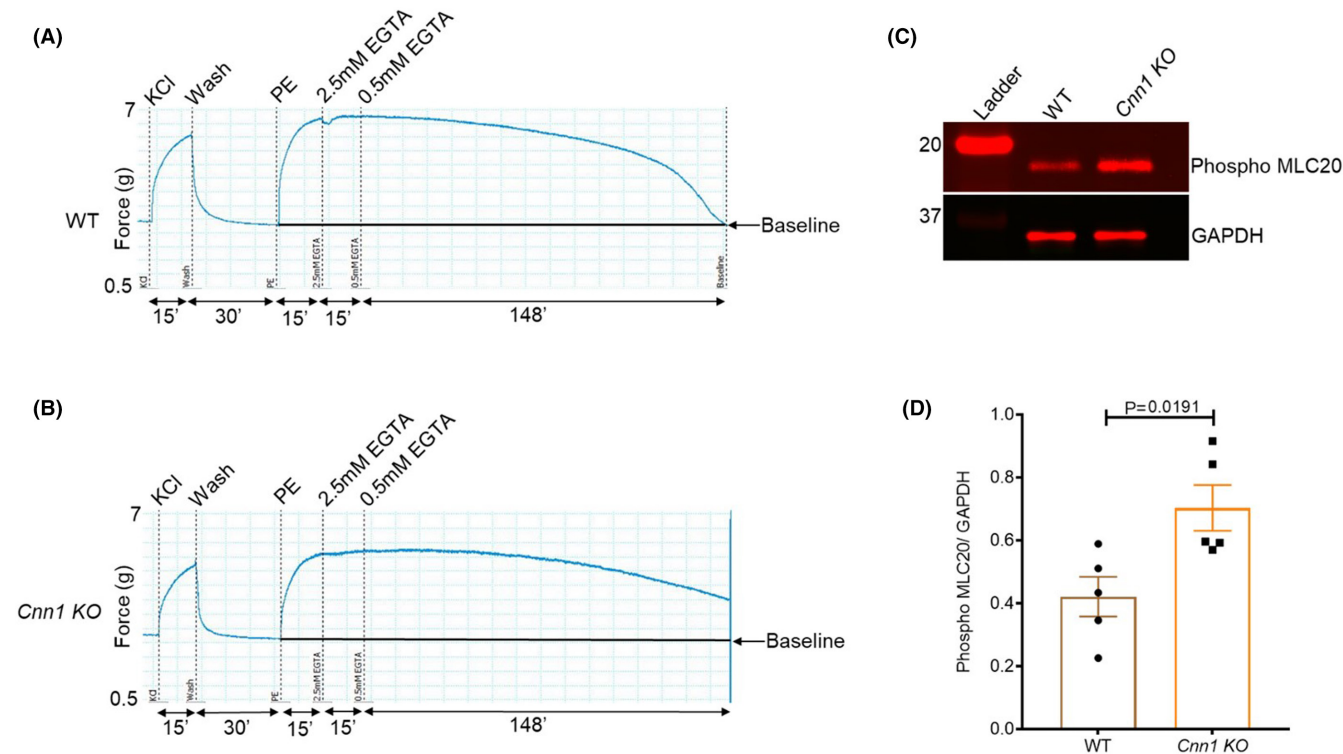 (A)
KCl
Wash
PE
2.5mM EGTA
0.5mM EGTA
7
Force (g)
WT
0.5
Baseline
KCl
Wash
PE
2.5mM EGTA
0.5mM EGTA
Baseline
15’
30’
15’
15’
148’
(B)
KCl
Wash
PE
2.5mM EGTA
0.5mM EGTA
7
Force (g)
Cnn1 KO
0.5
Baseline
KCl
Wash
PE
2.5mM EGTA
0.5mM EGTA
15’
30’
15’
15’
148’
(C)
Ladder
WT
Cnn1 KO
20
Phospho MLC20
37
GAPDH
(D)
P=0.0191
Phospho MLC20/ GAPDH
1.0
0.8
0.6
0.4
0.2
0.0
WT
Cnn1 KO